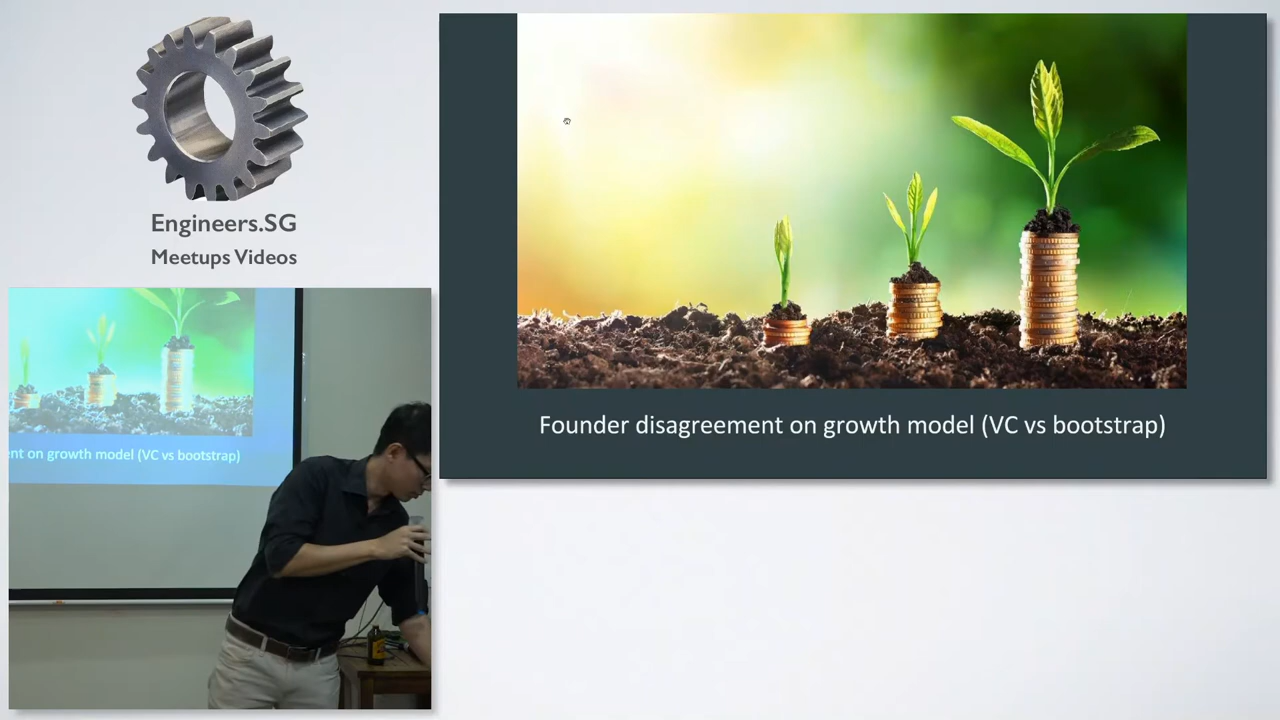 Engineers.SG
Meetups Videos
Founder disagreement on growth model (VC vs bootstrap)
nt on growth model (VC vs bootstrap)